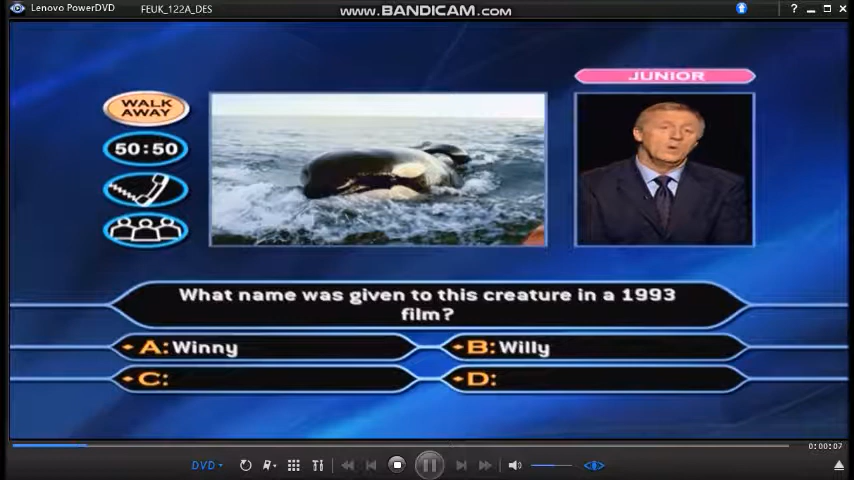 Lenovo PowerDVD
FEUK_122A_DES
www.BANDICAM.com
?
JUNIOR
WALK
AWAY
50:50
What name was given to this creature in a 1993
film?
A: Winny
B: Willy
C:
D:
0:00:07
DVD